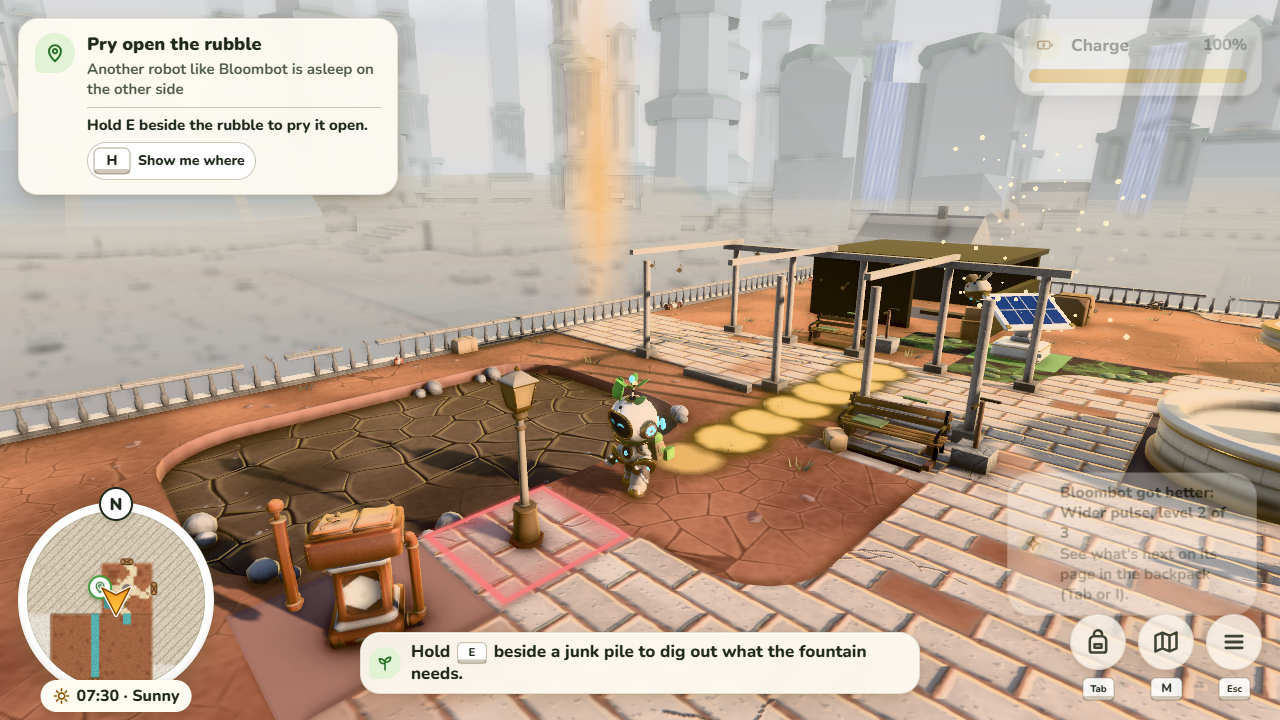 Pry open the rubble
Another robot like Bloombot is asleep on
the other side
Hold E beside the rubble to pry it open.
H Show me where
Charge 100%
N
07:30 · Sunny
Hold E beside a junk pile to dig out what the fountain
needs.
Bloombot got better:
Wider pulse, level 2 of
3
See what's next on its
page in the backpack
(Tab or I).
Tab
M
Esc